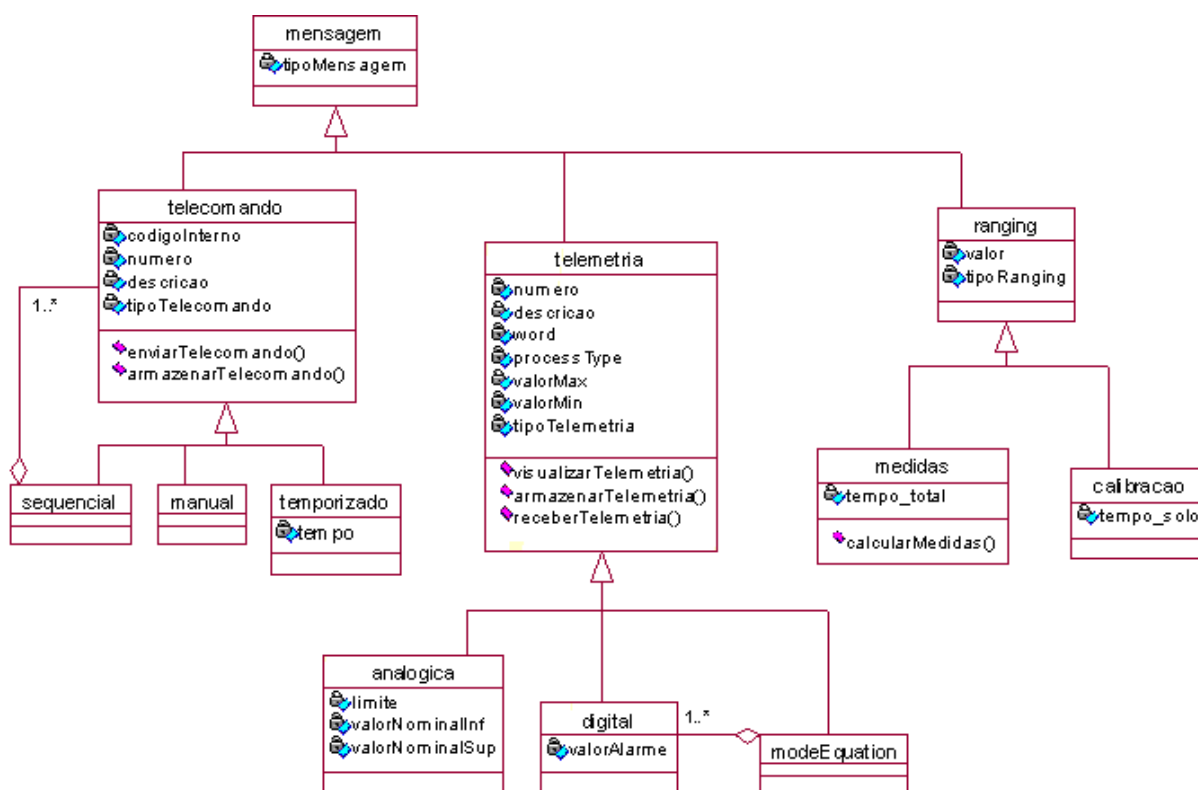 mensagem
tipoMensagem
telecomando
codigoInterno
numero
descricao
tipoTelecomando
enviarTelecomando()
armazenarTelecomando()
1..*
sequencial
manual
temporizado
tempo
telemetria
numero
descricao
word
processType
valorMax
valorMin
tipoTelemetria
visualizarTelemetria()
armazenarTelemetria()
receberTelemetria()
ranging
valor
tipoRanging
medidas
tempo_total
calcularMedidas()
calibracao
tempo_solo
analogica
limite
valorNominalInf
valorNominalSup
digital
valorAlarme
1..*
modeEquation